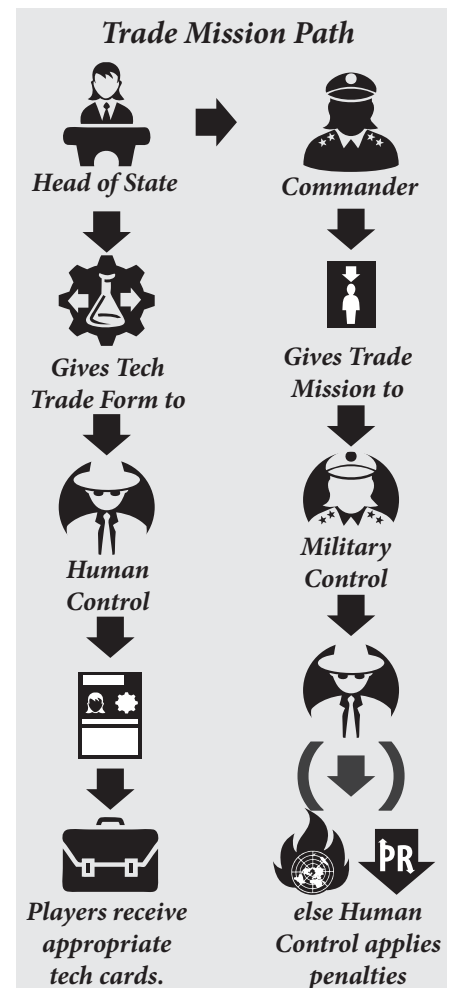 Trade Mission Path
Head of State
Gives Tech
Trade Form to
Human
Control
Players receive
appropriate
tech cards.
Commander
Gives Trade
Mission to
Military
Control
( )
PR
else Human
Control applies
penalties